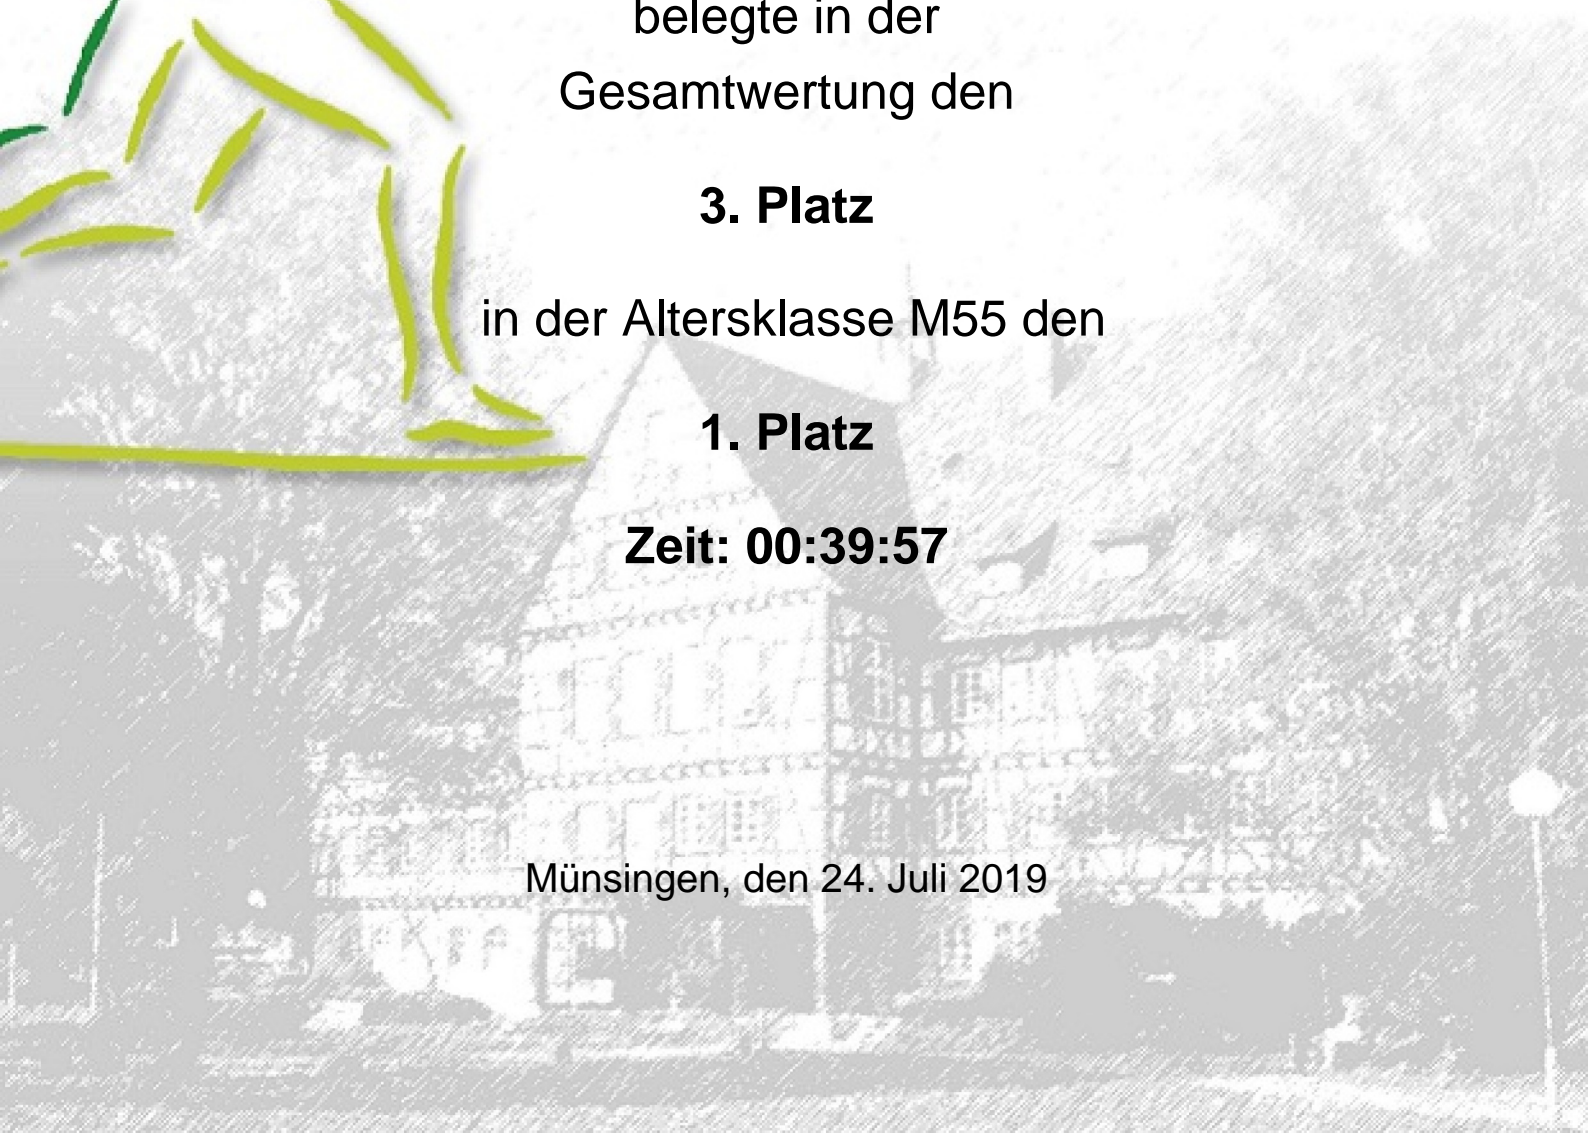 belegte in der
Gesamtwertung den
3. Platz
in der Altersklasse M55 den
1. Platz
Zeit: 00:39:57
Münsingen, den 24. Juli 2019